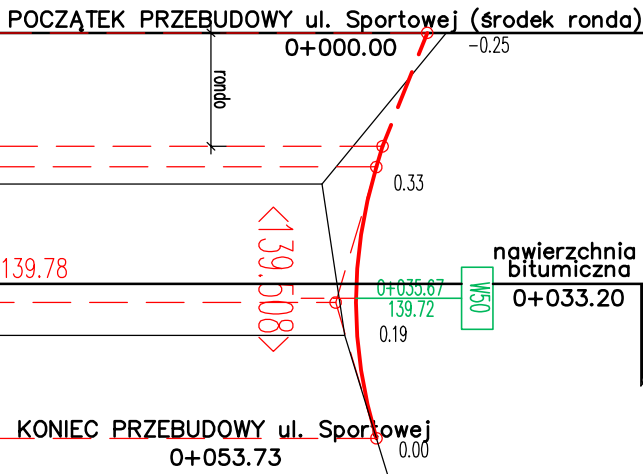 POCZĄTEK PRZEBUDOWY ul. Sportowej (środek ronda)
0+000.00
-0.25
rondo
0.33
<139.508>
139.78
nawierzchnia
bitumiczna
0+033.20
0+035.67
139.72
W50
0.19
KONIEC PRZEBUDOWY ul. Sportowej
0+053.73
0.00